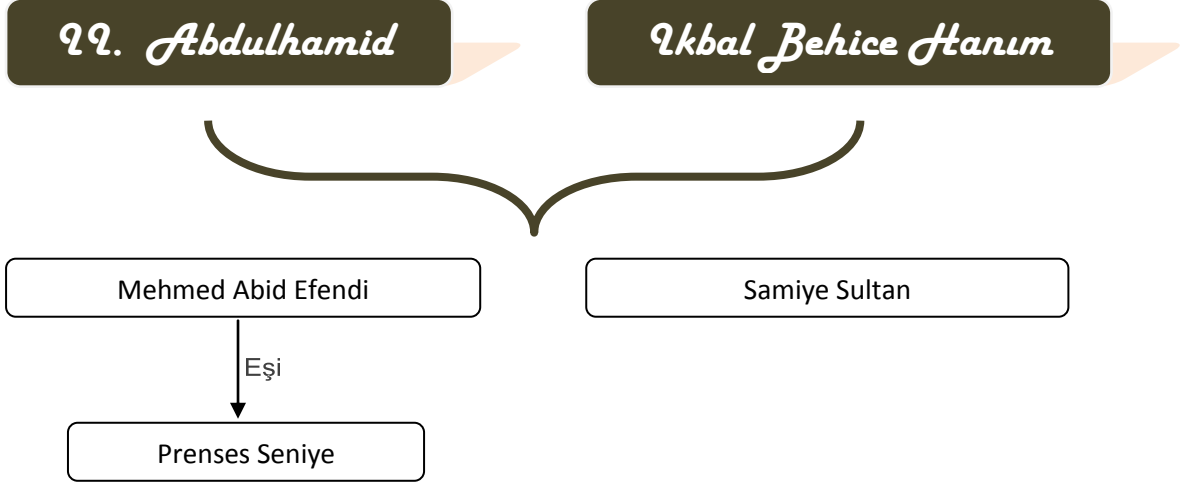 II. Abdulhamid
Ikbal Behice Hanım
Mehmed Abid Efendi
Samiye Sultan
Eşi
Prenses Seniye